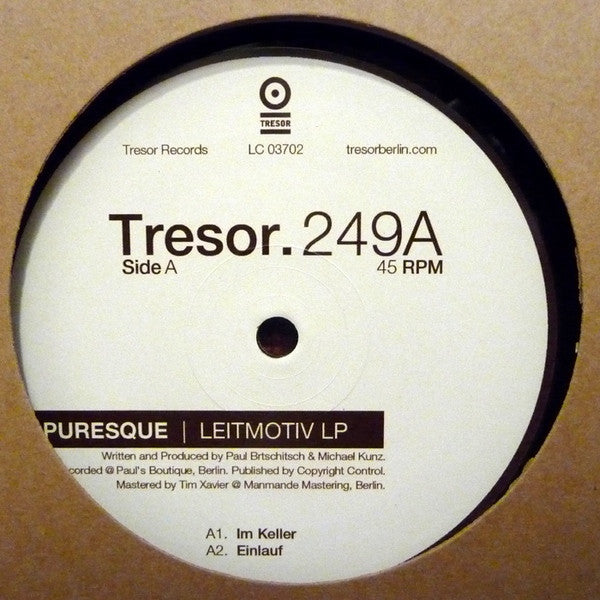 TRESOR
Tresor Records LC 03702 tresorberlin.com
Tresor. 249A
Side A 45 RPM
PURESQUE | LEITMOTIV LP
Written and Produced by Paul Brtschitsch & Michael Kunz.
corded @ Paul's Boutique, Berlin. Published by Copyright Control.
Mastered by Tim Xavier @ Manmande Mastering, Berlin.
A1. Im Keller
A2. Einlauf